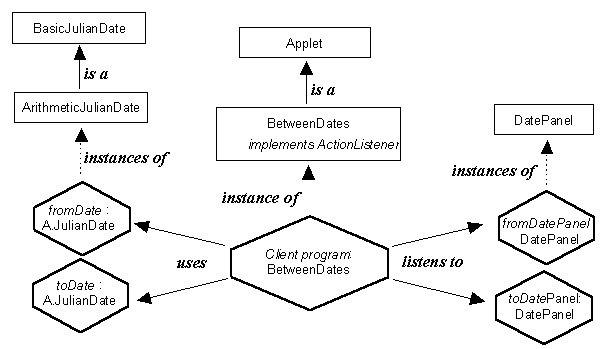 BasicJulianDate
is a
ArithmeticJulianDate
instances of
fromDate :
A.JulianDate
toDate :
A.JulianDate
uses
Applet
is a
BetweenDates
implements ActionListener
instance of
Client program:
BetweenDates
listens to
DatePanel
instances of
fromDatePanel
DatePanel
toDatePanel:
DatePanel